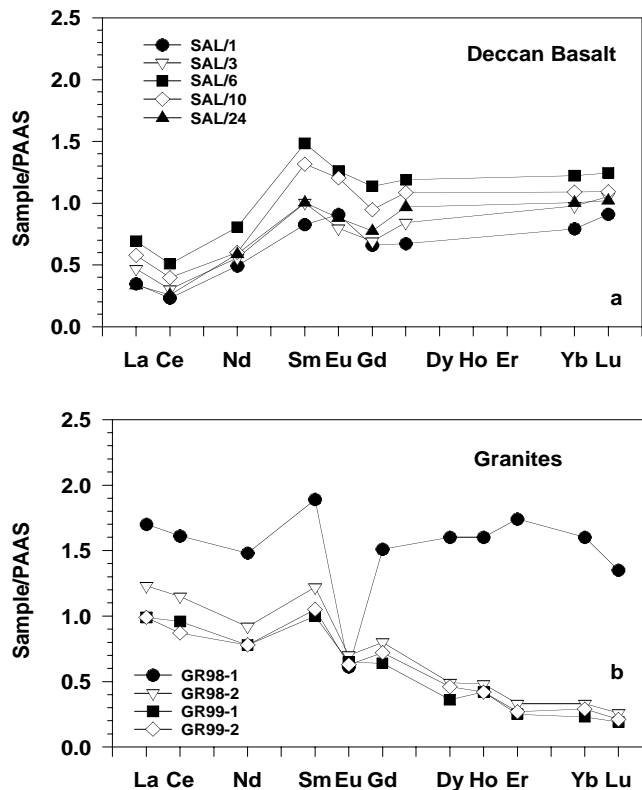 2.5
2.0
1.5
1.0
0.5
0.0
Sample/PAAS
SAL/1
SAL/3
SAL/6
SAL/10
SAL/24
Deccan Basalt
a
La Ce Nd Sm Eu Gd Dy Ho Er Yb Lu
2.5
2.0
1.5
1.0
0.5
0.0
Sample/PAAS
Granites
b
GR98-1
GR98-2
GR99-1
GR99-2
La Ce Nd Sm Eu Gd Dy Ho Er Yb Lu